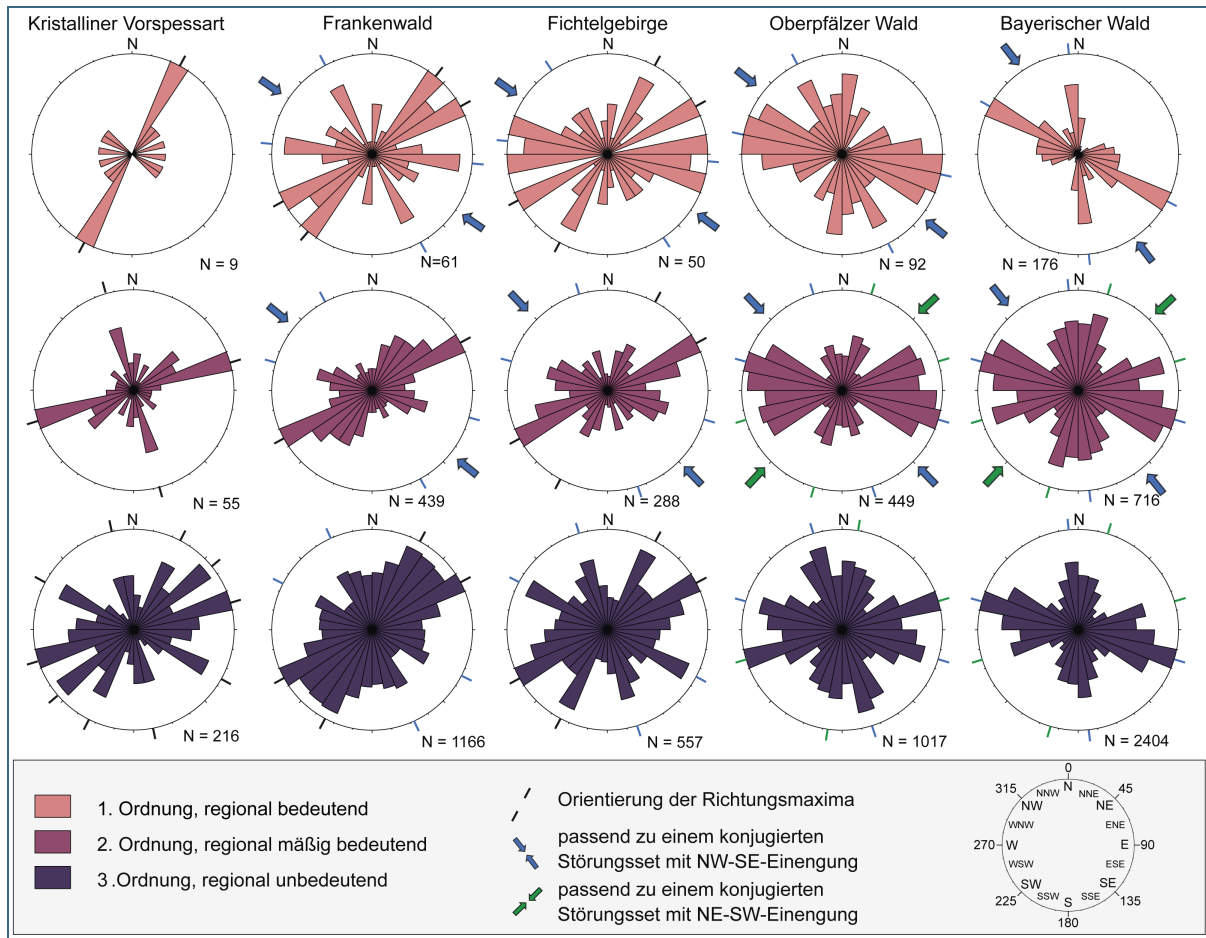 Kristalliner Vorspessart
Frankenwald
Fichtelgebirge
Oberpfälzer Wald
Bayerischer Wald
N
N
N
N
N
N = 9
N=61
N = 50
N = 92
N = 176
N
N
N
N
N
N = 55
N = 439
N = 288
N = 449
N = 716
N
N
N
N
N
N = 216
N = 1166
N = 557
N = 1017
N = 2404
1. Ordnung, regional bedeutend
2. Ordnung, regional mäßig bedeutend
3 .Ordnung, regional unbedeutend
Orientierung der Richtungsmaxima
passend zu einem konjugierten
Störungsset mit NW-SE-Einengung
passend zu einem konjugierten
Störungsset mit NE-SW-Einengung
0
315 NNW N NNE 45
NW NE
WNW ENE
270 W E 90
WSW ESE
SW SE
225 SSW S SSE 135
180